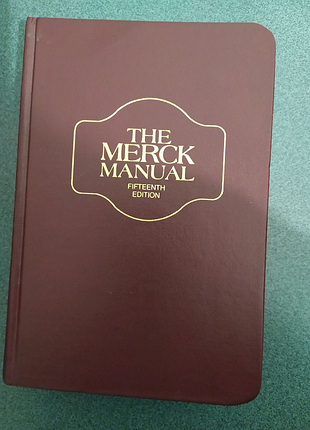 THE
MERCK
MANUAL
FIFTEENTH
EDITION